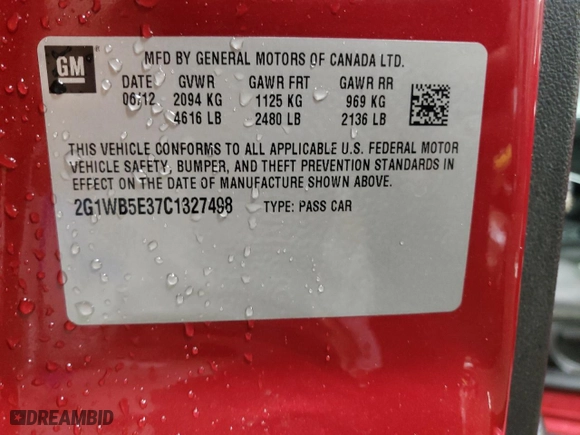 GM
MFD BY GENERAL MOTORS OF CANADA LTD.
DATE GVWR GAWR FRT GAWR RR
06/12 2094 KG 1125 KG 969 KG
4616 LB 2480 LB 2136 LB
THIS VEHICLE CONFORMS TO ALL APPLICABLE U.S. FEDERAL MOTOR
VEHICLE SAFETY, BUMPER, AND THEFT PREVENTION STANDARDS IN
EFFECT ON THE DATE OF MANUFACTURE SHOWN ABOVE.
2G1WB5E37C1327498 TYPE: PASS CAR
DREAMBID